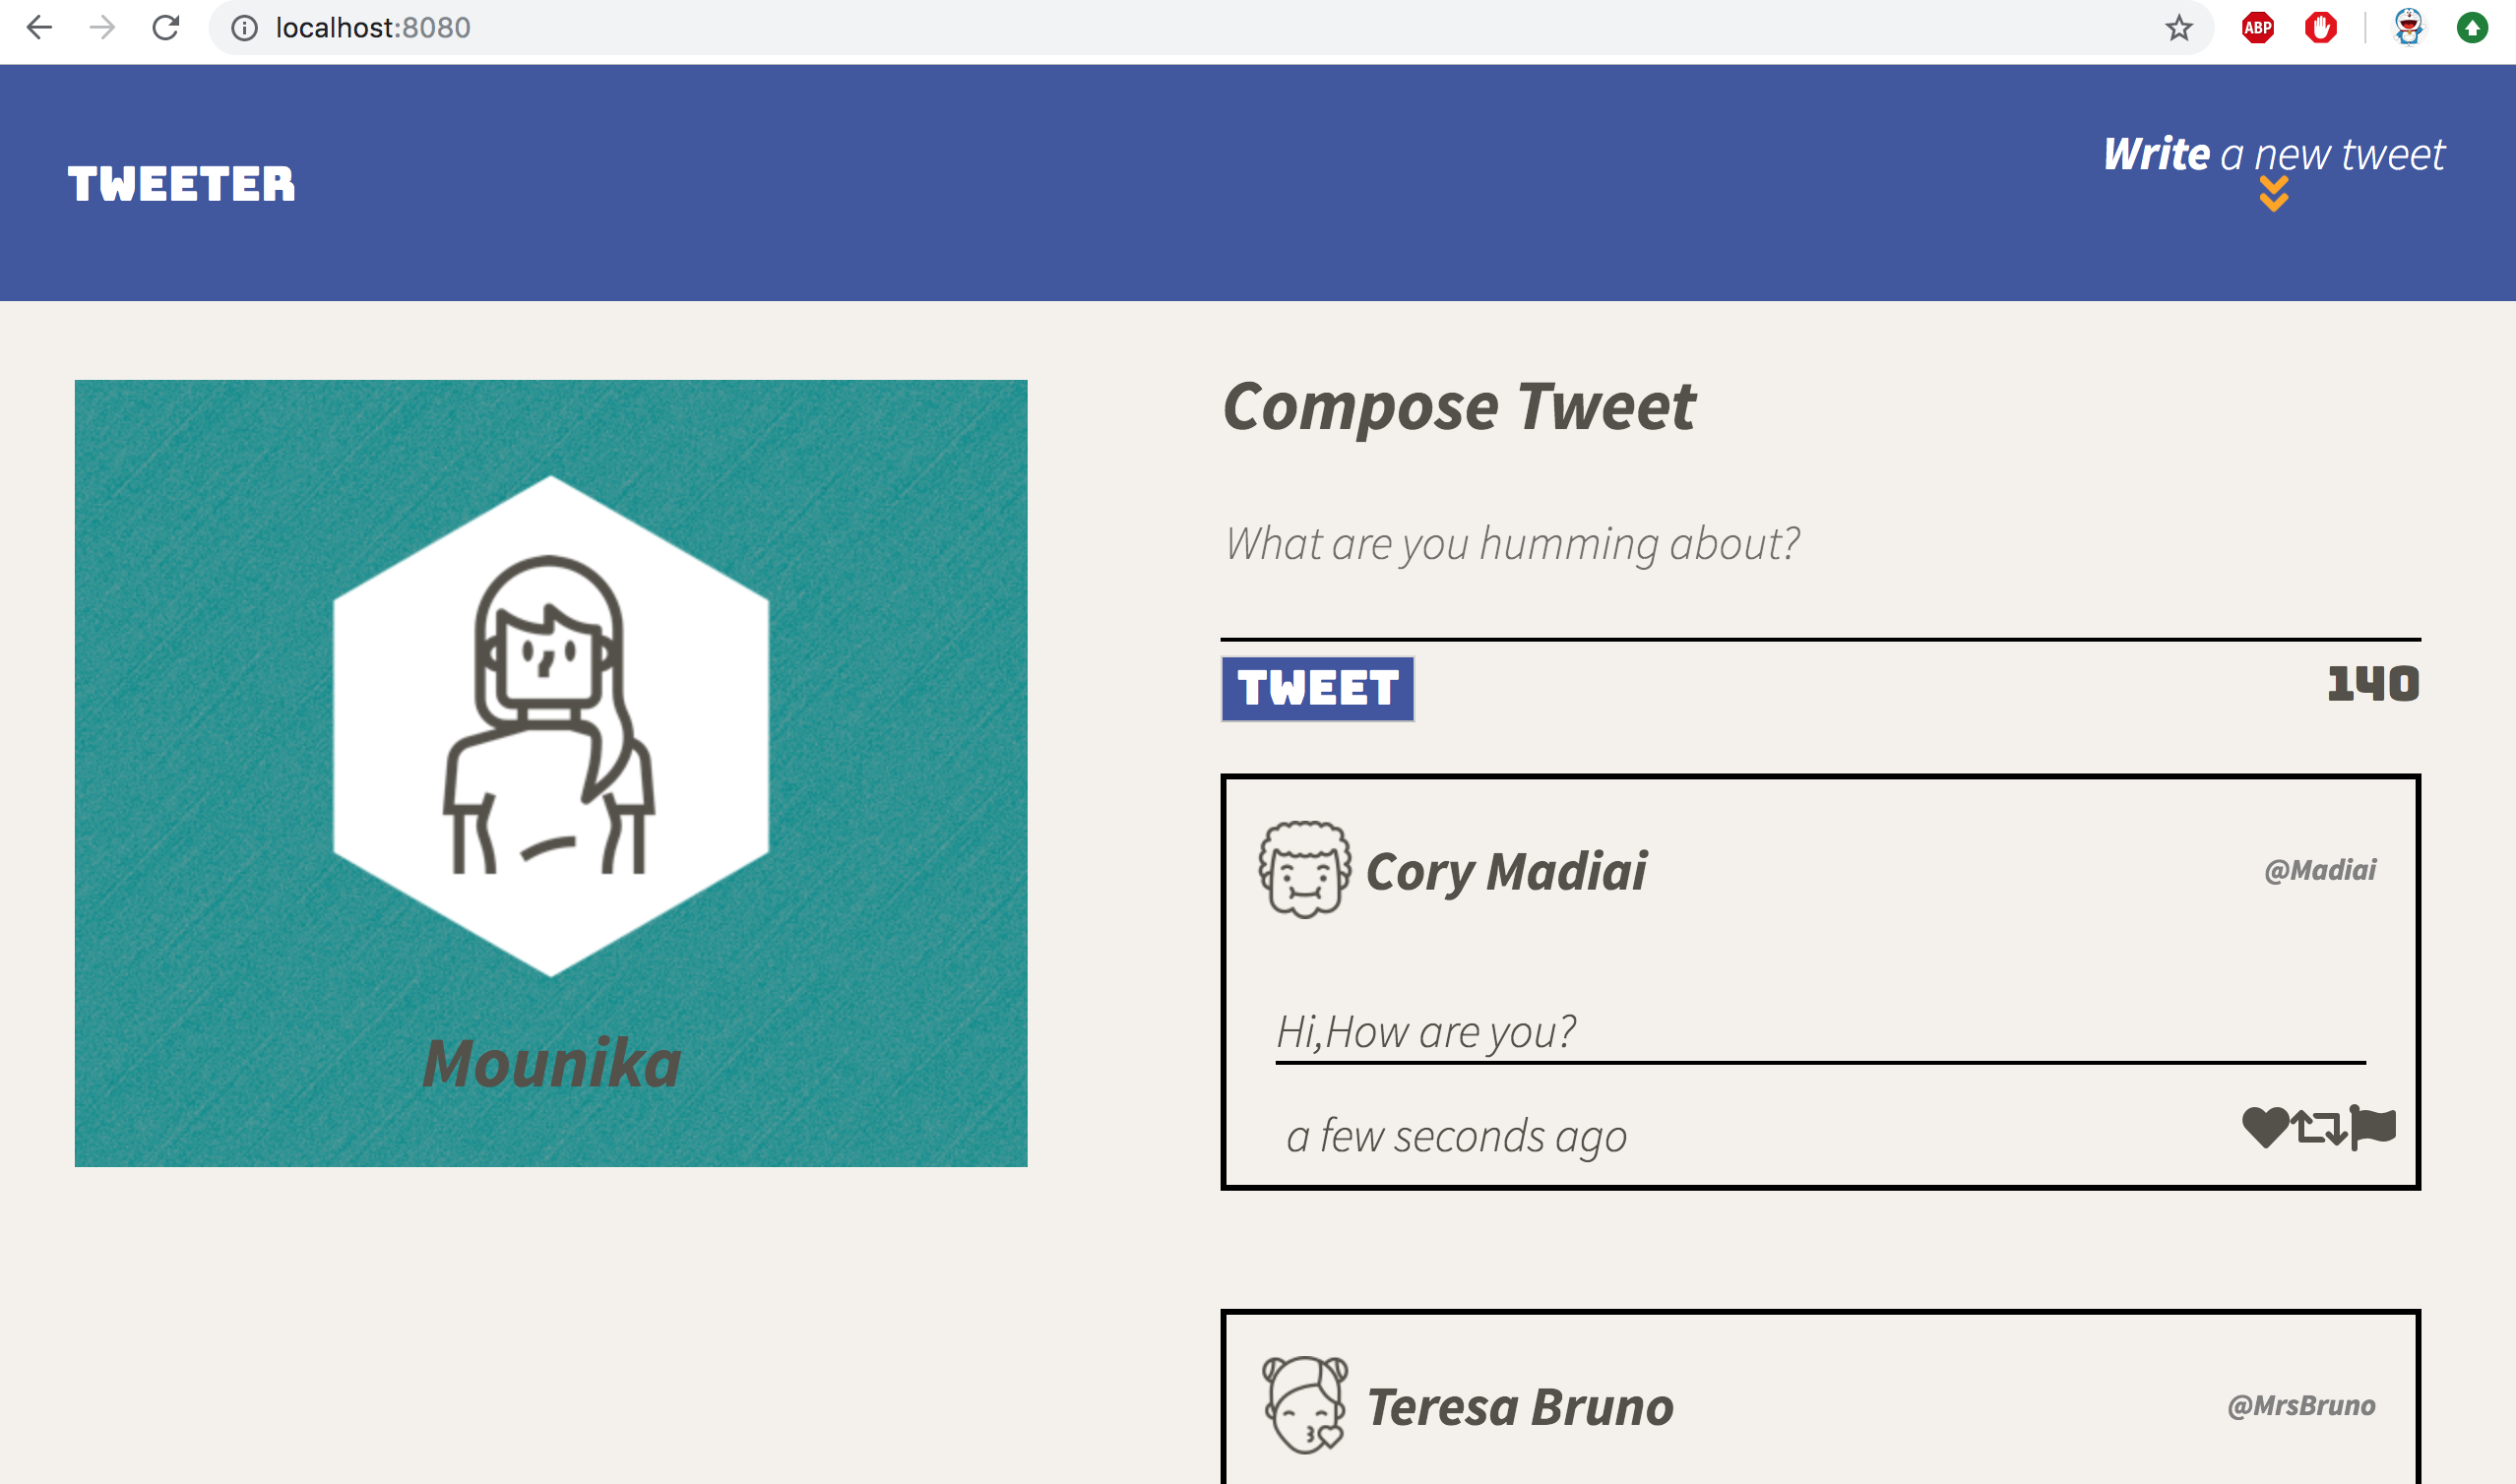 localhost:8080
ABP
TWEETER
Write a new tweet
Mounika
Compose Tweet
What are you humming about?
TWEET
140
Cory Madiai
@Madiai
Hi,How are you?
a few seconds ago
Teresa Bruno
@MrsBruno